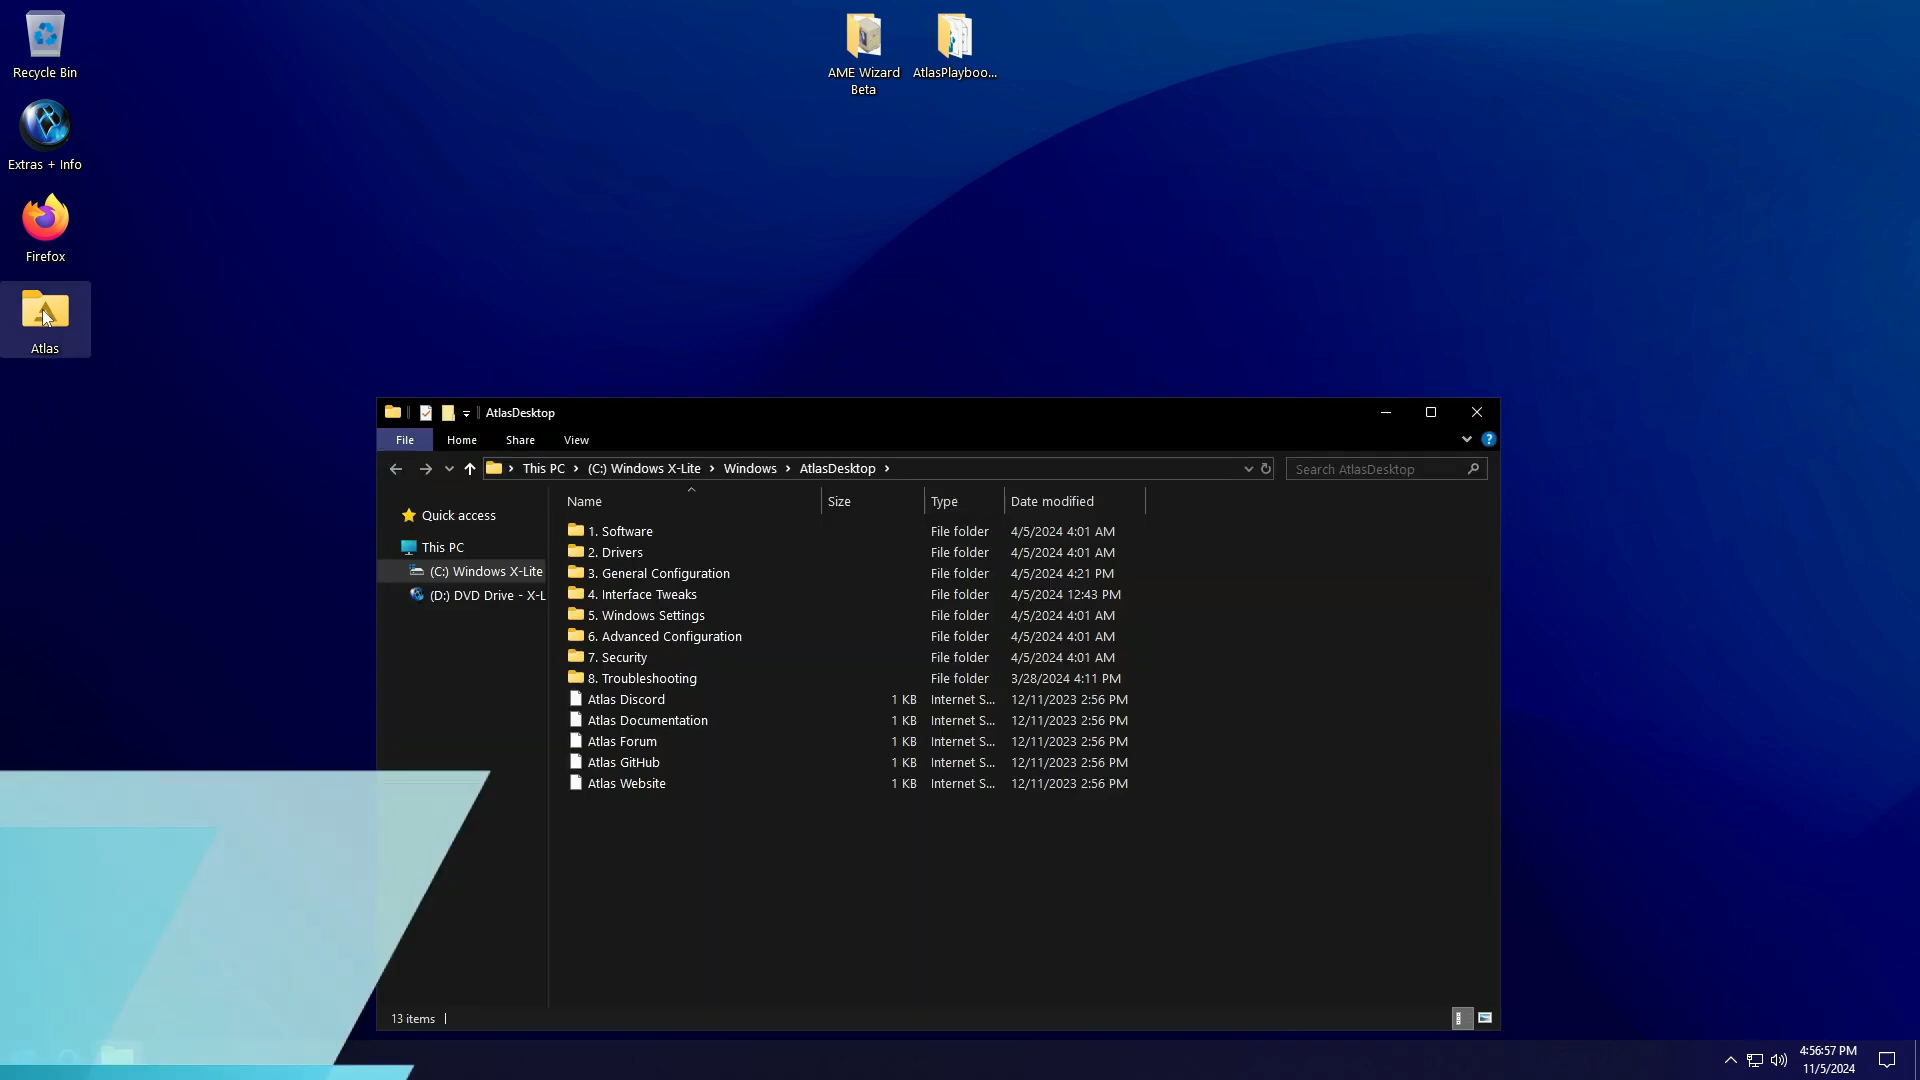 Recycle Bin
Extras + Info
Firefox
Atlas
AME Wizard
Beta
AtlasPlayboo...
AtlasDesktop
File Home Share View
This PC (C:) Windows X-Lite Windows AtlasDesktop
Search AtlasDesktop
Quick access
This PC
(C:) Windows X-Lite
(D:) DVD Drive - X-L
Name Size Type Date modified
1. Software File folder 4/5/2024 4:01 AM
2. Drivers File folder 4/5/2024 4:01 AM
3. General Configuration File folder 4/5/2024 4:21 PM
4. Interface Tweaks File folder 4/5/2024 12:43 PM
5. Windows Settings File folder 4/5/2024 4:01 AM
6. Advanced Configuration File folder 4/5/2024 4:01 AM
7. Security File folder 4/5/2024 4:01 AM
8. Troubleshooting File folder 3/28/2024 4:11 PM
Atlas Discord 1 KB Internet S... 12/11/2023 2:56 PM
Atlas Documentation 1 KB Internet S... 12/11/2023 2:56 PM
Atlas Forum 1 KB Internet S... 12/11/2023 2:56 PM
Atlas GitHub 1 KB Internet S... 12/11/2023 2:56 PM
Atlas Website 1 KB Internet S... 12/11/2023 2:56 PM
13 items
4:56:57 PM
11/5/2024